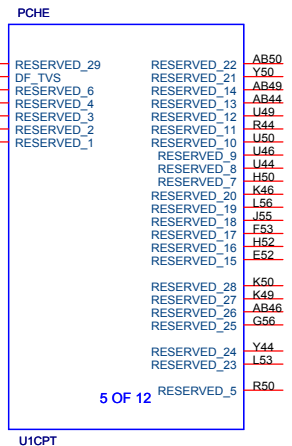 PCHE
RESERVED_29 RESERVED_22 AB50
DF_TVS RESERVED_21 Y50
RESERVED_6 RESERVED_14 AB49
RESERVED_4 RESERVED_13 AB44
RESERVED_3 RESERVED_12 U49
RESERVED_2 RESERVED_11 R44
RESERVED_1 RESERVED_10 U50
RESERVED_9 U46
RESERVED_8 U44
RESERVED_7 H50
RESERVED_20 K46
RESERVED_19 L56
RESERVED_18 J55
RESERVED_17 F53
RESERVED_16 H52
RESERVED_15 E52
RESERVED_28 K50
RESERVED_27 K49
RESERVED_26 AB46
RESERVED_25 G56
RESERVED_24 Y44
RESERVED_23 L53
5 OF 12 RESERVED_5 R50
U1CPT